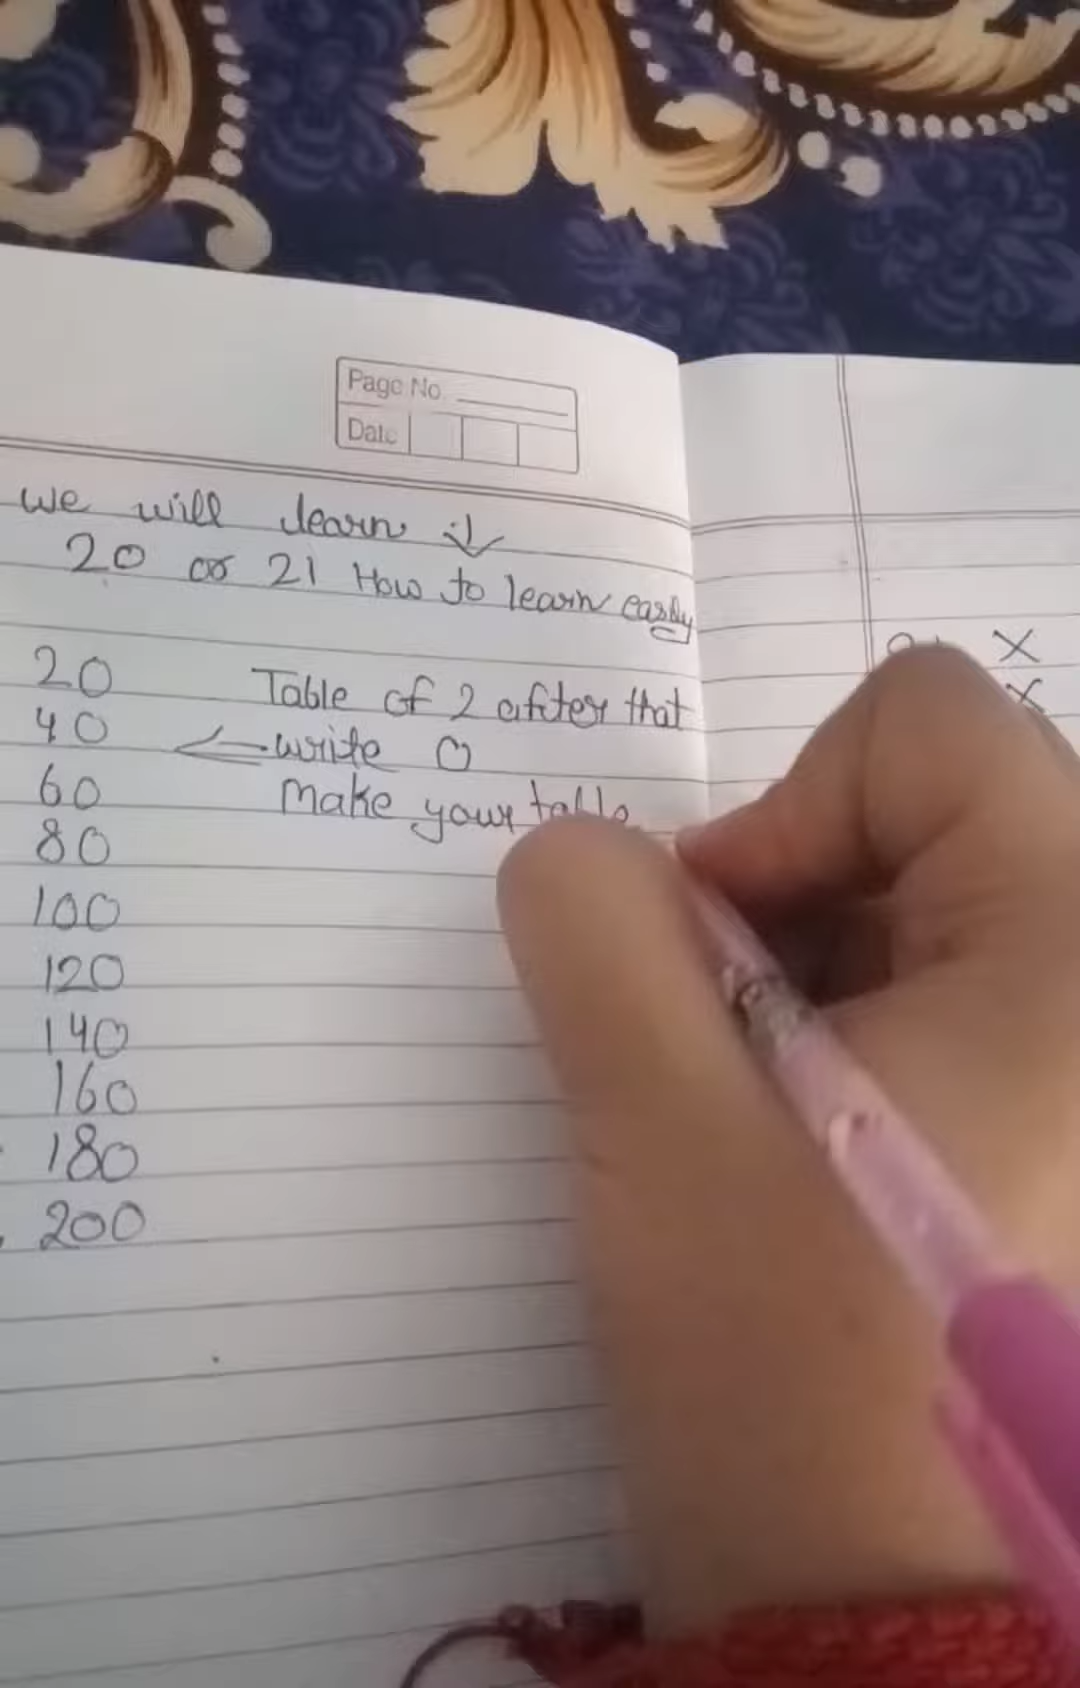 Page No.
Date
We will learn ↓
20 or 21 How to learn easily
20
40
60
80
100
120
140
160
180
200
Table of 2 after that
← write 0
Make your table
X
X